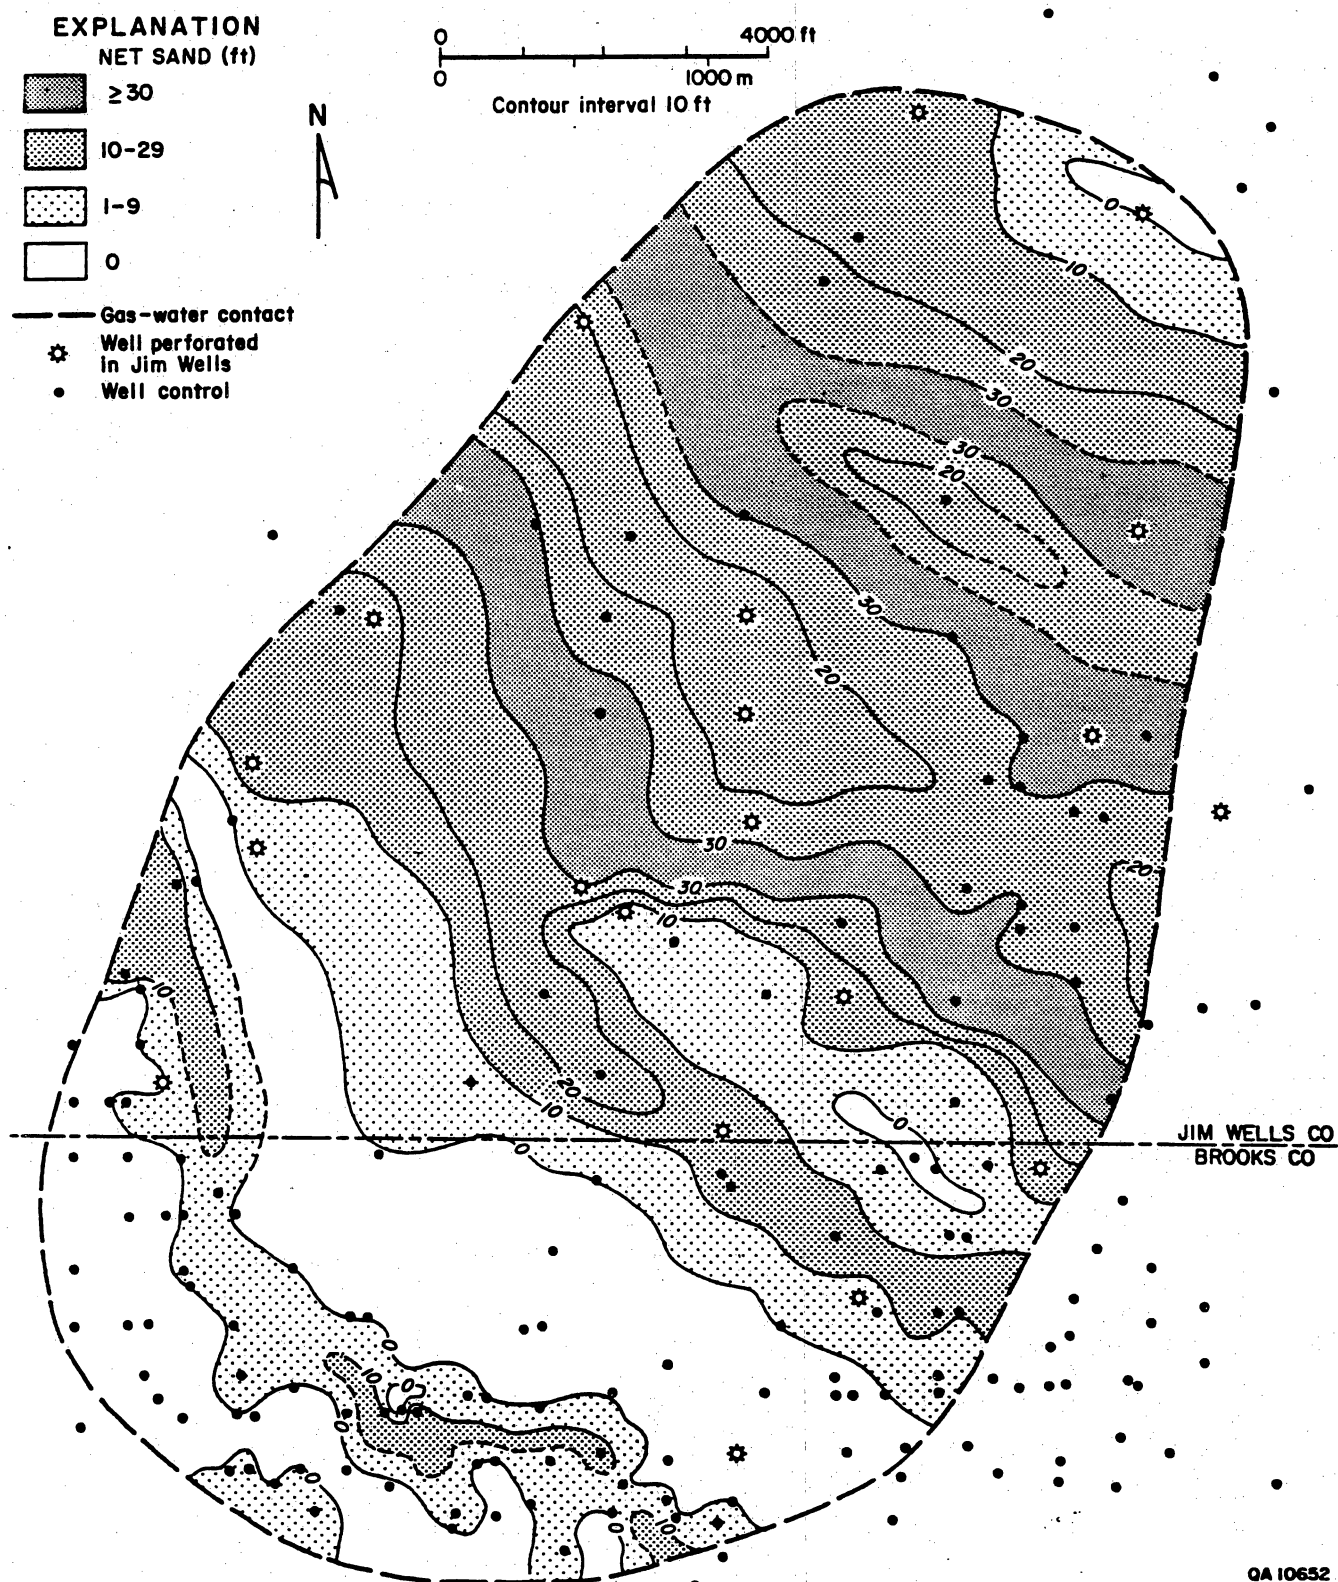 EXPLANATION
NET SAND (ft)
≥30
10-29
1-9
0
Gas-water contact
Well perforated
in Jim Wells
Well control
N
0 4000 ft
0 1000 m
Contour interval 10 ft
0
10
20
30
30
20
30
20
30
20
30
10
10
20
10
0
0
JIM WELLS CO
BROOKS CO
0
10
0
0
0
0
10
QA 10652